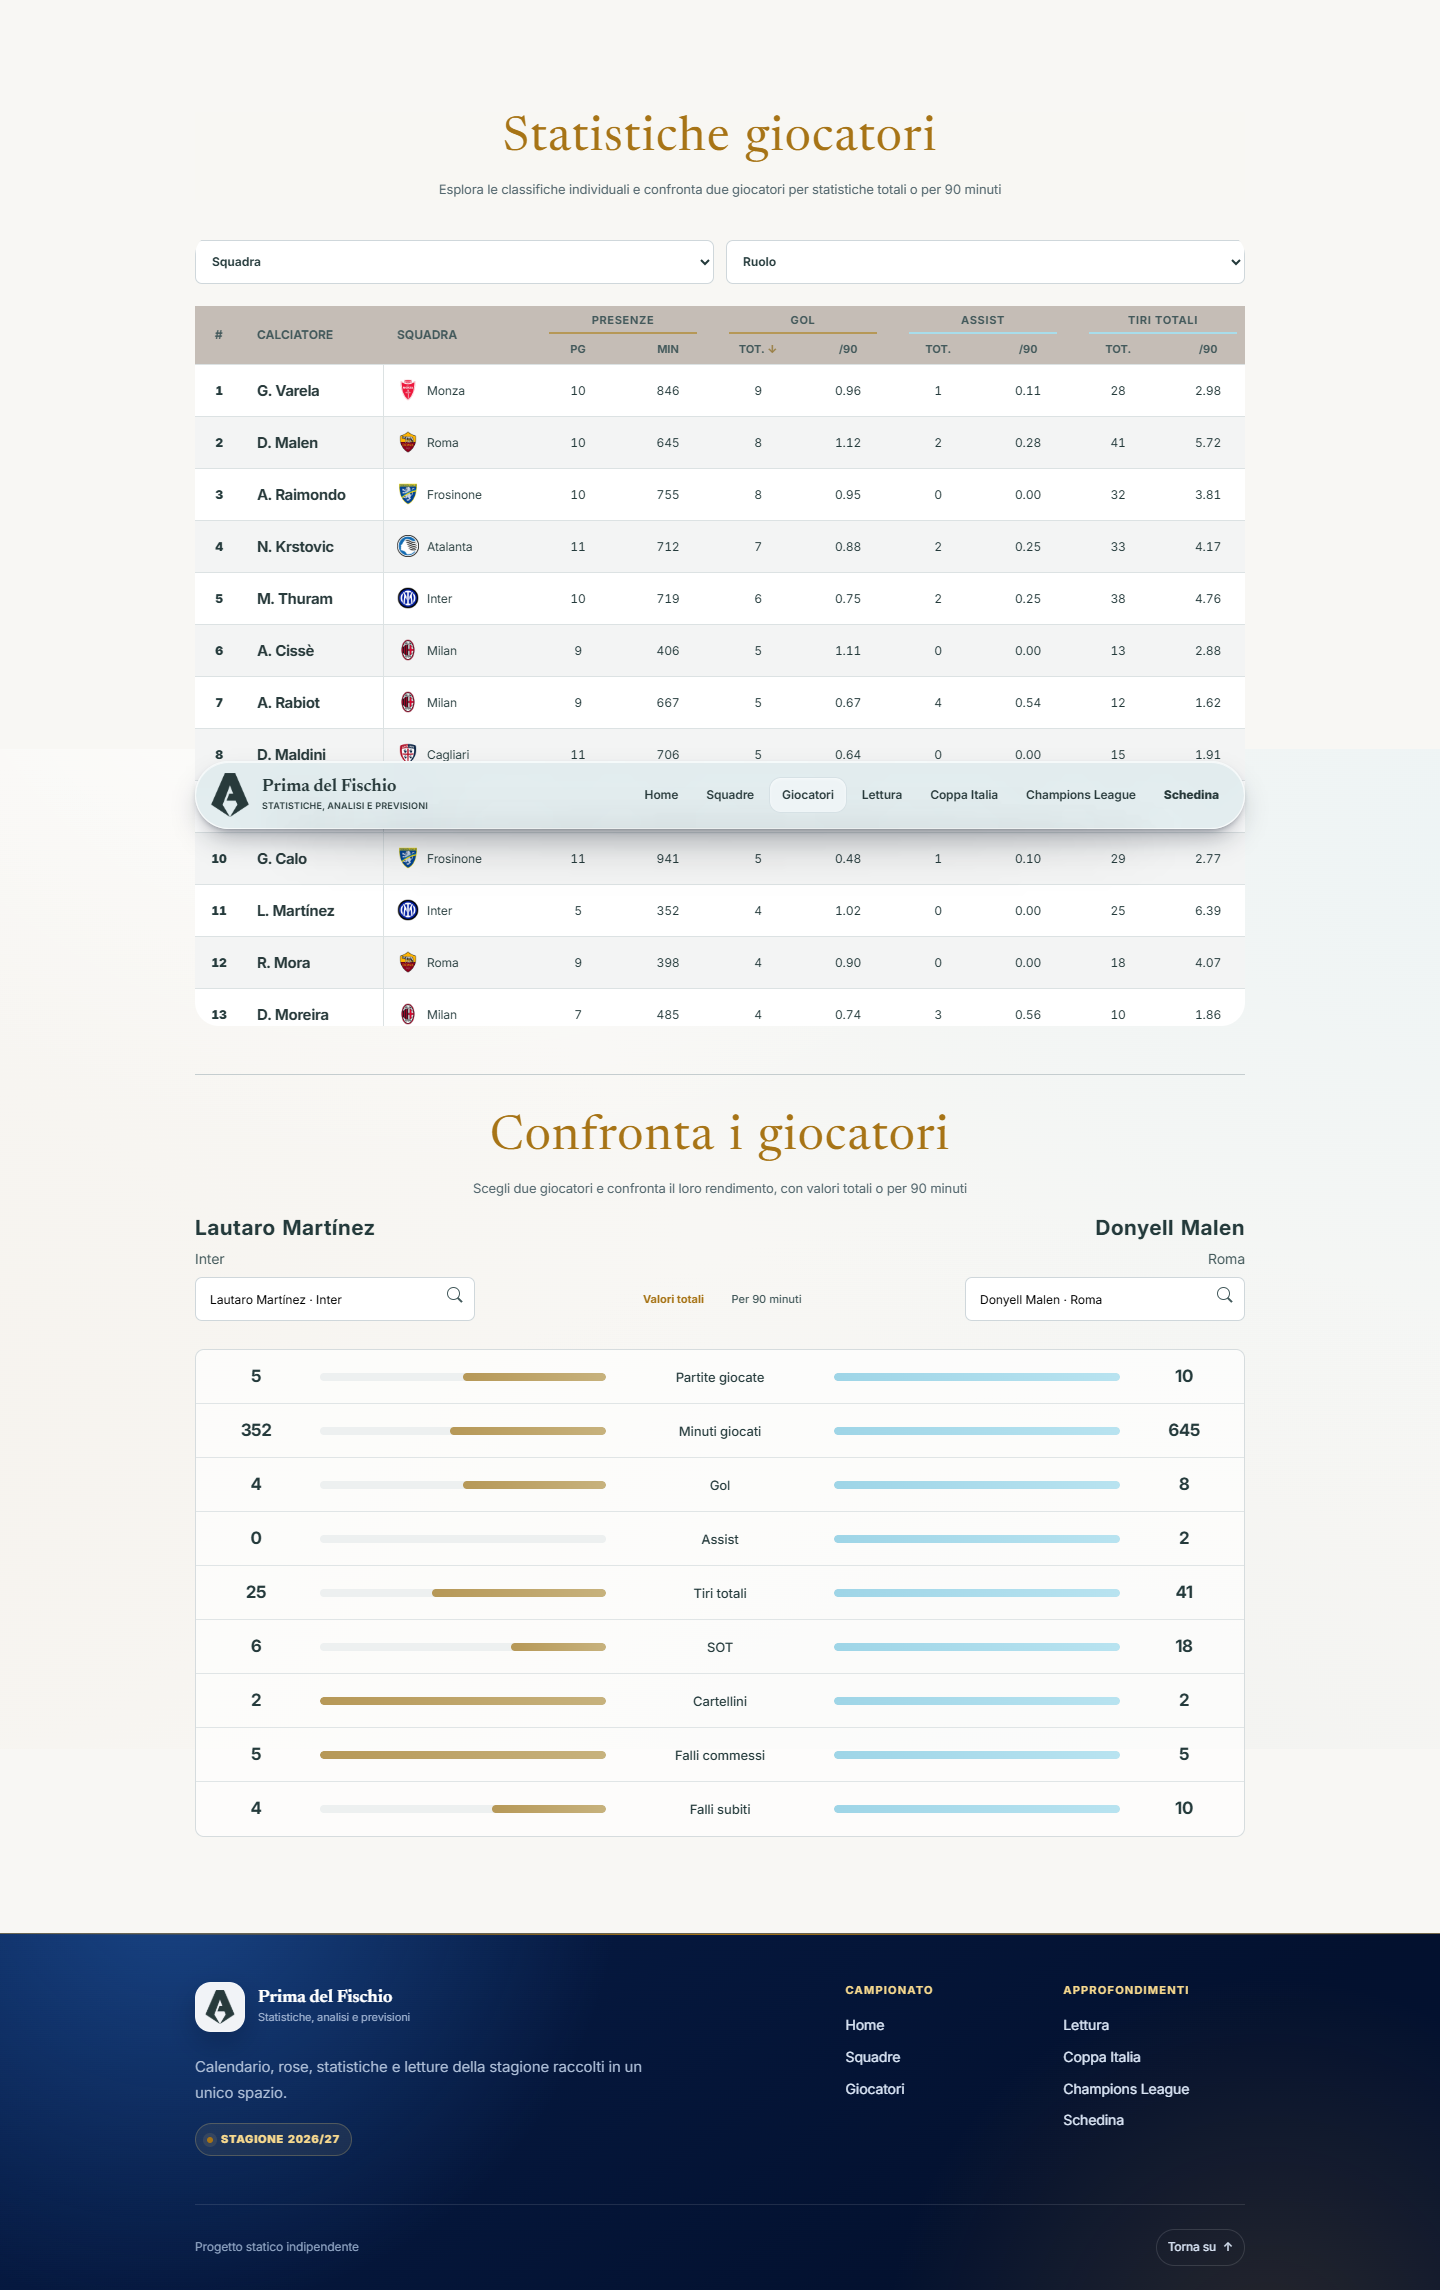 Statistiche giocatori
Esplora le classifiche individuali e confronta due giocatori per statistiche totali o per 90 minuti
Squadra Ruolo
# CALCIATORE SQUADRA PRESENZE GOL ASSIST TIRI TOTALI
PG MIN TOT. ↓ /90 TOT. /90 TOT. /90
1 G. Varela Monza 10 846 9 0.96 1 0.11 28 2.98
2 D. Malen Roma 10 645 8 1.12 2 0.28 41 5.72
3 A. Raimondo Frosinone 10 755 8 0.95 0 0.00 32 3.81
4 N. Krstovic Atalanta 11 712 7 0.88 2 0.25 33 4.17
5 M. Thuram Inter 10 719 6 0.75 2 0.25 38 4.76
6 A. Cissè Milan 9 406 5 1.11 0 0.00 13 2.88
7 A. Rabiot Milan 9 667 5 0.67 4 0.54 12 1.62
8 D. Maldini Cagliari 11 706 5 0.64 0 0.00 15 1.91
Prima del Fischio
STATISTICHE, ANALISI E PREVISIONI
Home Squadre Giocatori Lettura Coppa Italia Champions League Schedina
10 G. Calo Frosinone 11 941 5 0.48 1 0.10 29 2.77
11 L. Martínez Inter 5 352 4 1.02 0 0.00 25 6.39
12 R. Mora Roma 9 398 4 0.90 0 0.00 18 4.07
13 D. Moreira Milan 7 485 4 0.74 3 0.56 10 1.86
Confronta i giocatori
Scegli due giocatori e confronta il loro rendimento, con valori totali o per 90 minuti
Lautaro Martínez Donyell Malen
Inter Roma
Lautaro Martínez · Inter Valori totali Per 90 minuti Donyell Malen · Roma
5 Partite giocate 10
352 Minuti giocati 645
4 Gol 8
0 Assist 2
25 Tiri totali 41
6 SOT 18
2 Cartellini 2
5 Falli commessi 5
4 Falli subiti 10
Prima del Fischio
Statistiche, analisi e previsioni
Calendario, rose, statistiche e letture della stagione raccolti in un
unico spazio.
STAGIONE 2026/27
CAMPIONATO
Home
Squadre
Giocatori
APPROFONDIMENTI
Lettura
Coppa Italia
Champions League
Schedina
Progetto statico indipendente
Torna su ↑